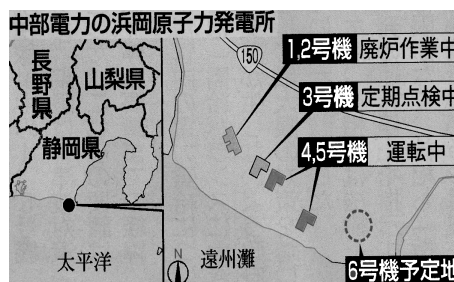 中部電力の浜岡原子力発電所
長野県
山梨県
静岡県
太平洋
150
1,2号機 廃炉作業中
3号機 定期点検中
4,5号機 運転中
N
遠州灘
6号機予定地